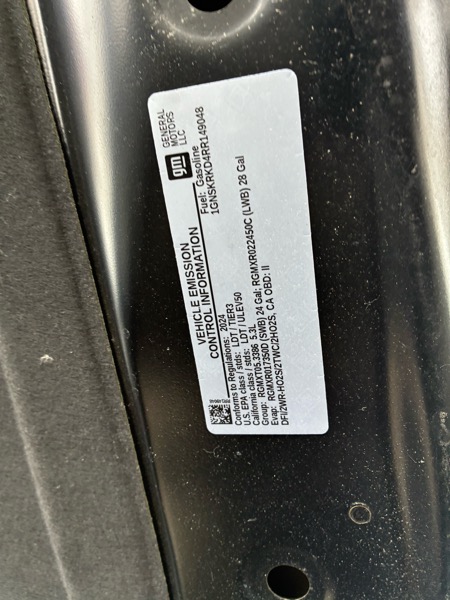 VEHICLE EMISSION
CONTROL INFORMATION
gm
GENERAL
MOTORS
LLC
Conforms to Regulations: 2024
Fuel: Gasoline
U.S. EPA class / stds: LDT / TIER3
1GNSKRKD4RR149048
California class / stds: LDT / ULEV50
Group: RGMXT05.3386 5.3L
Evap: RGMXR017350D (SWB) 24 Gal; RGMXR022450C (LWB) 28 Gal
DFI/2WR-HO2S/2TWC/2HO2S, CA OBD: II